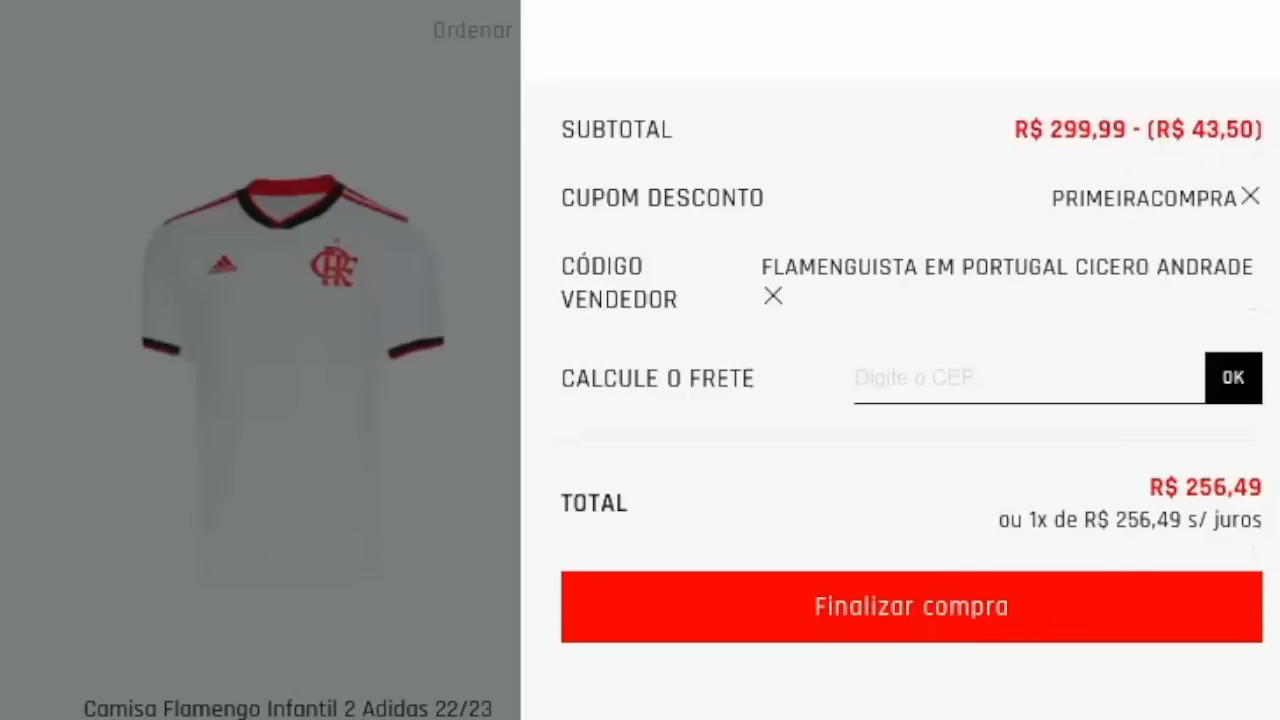 Ordenar
SUBTOTAL R$ 299,99 - (R$ 43,50)
CUPOM DESCONTO PRIMEIRACOMPRA
CÓDIGO VENDEDOR FLAMENGUISTA EM PORTUGAL CICERO ANDRADE
CALCULE O FRETE Digite o CEP OK
TOTAL R$ 256,49
ou 1x de R$ 256,49 s/ juros
Finalizar compra
Camisa Flamengo Infantil 2 Adidas 22/23